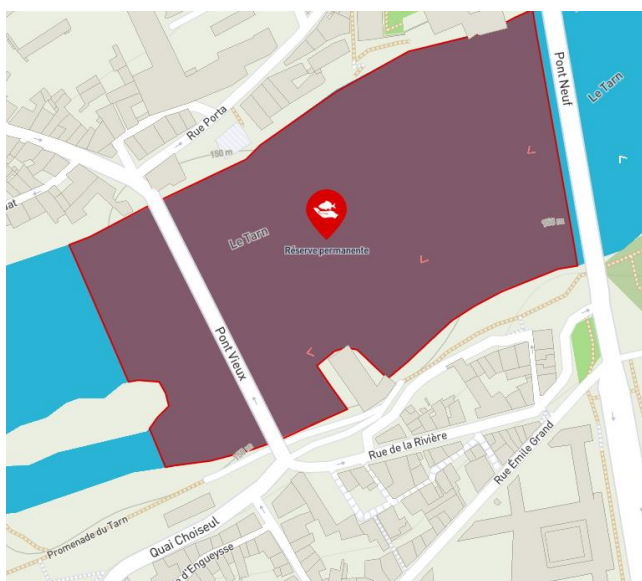 Pont Neuf
Le Tarn
Rue Porta
150 m
Le Tarn
Réserve permanente
Pont Vieux
Rue de la Rivière
Rue Émile Grand
Promenade du Tarn
Quai Choiseul
e d'Engueysse